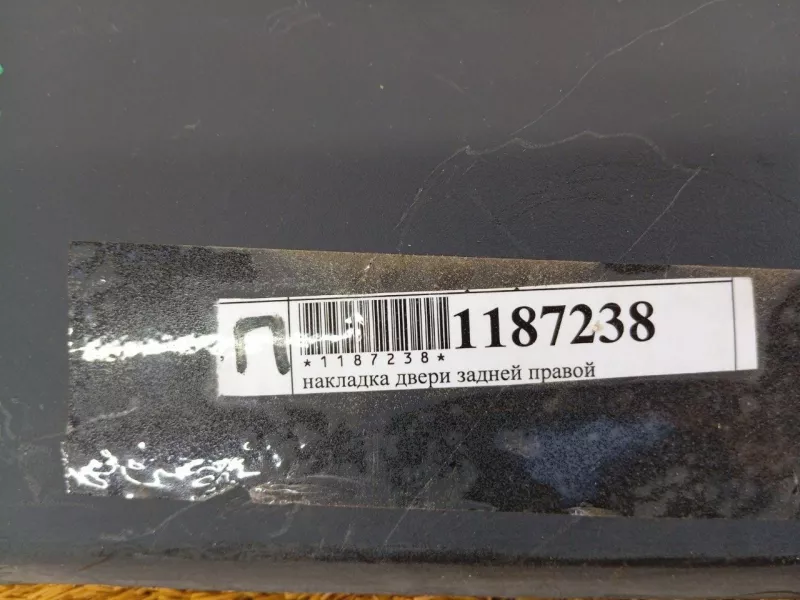 П
1187238
*1187238*
накладка двери задней правой